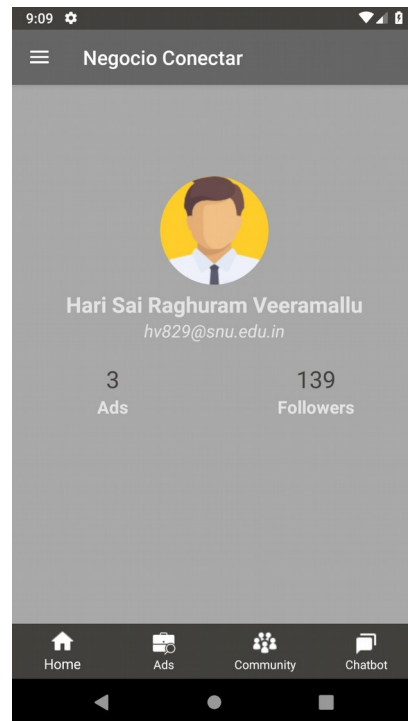 9:09
Negocio Conectar
Hari Sai Raghuram Veeramallu
hv829@snu.edu.in
3 139
Ads Followers
Home Ads Community Chatbot